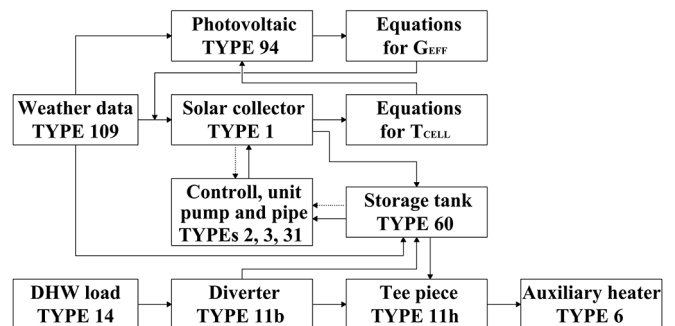 Photovoltaic
TYPE 94
Equations
for GEFF
Weather data
TYPE 109
Solar collector
TYPE 1
Equations
for TCELL
Controll, unit
pump and pipe
TYPEs 2, 3, 31
Storage tank
TYPE 60
DHW load
TYPE 14
Diverter
TYPE 11b
Tee piece
TYPE 11h
Auxiliary heater
TYPE 6